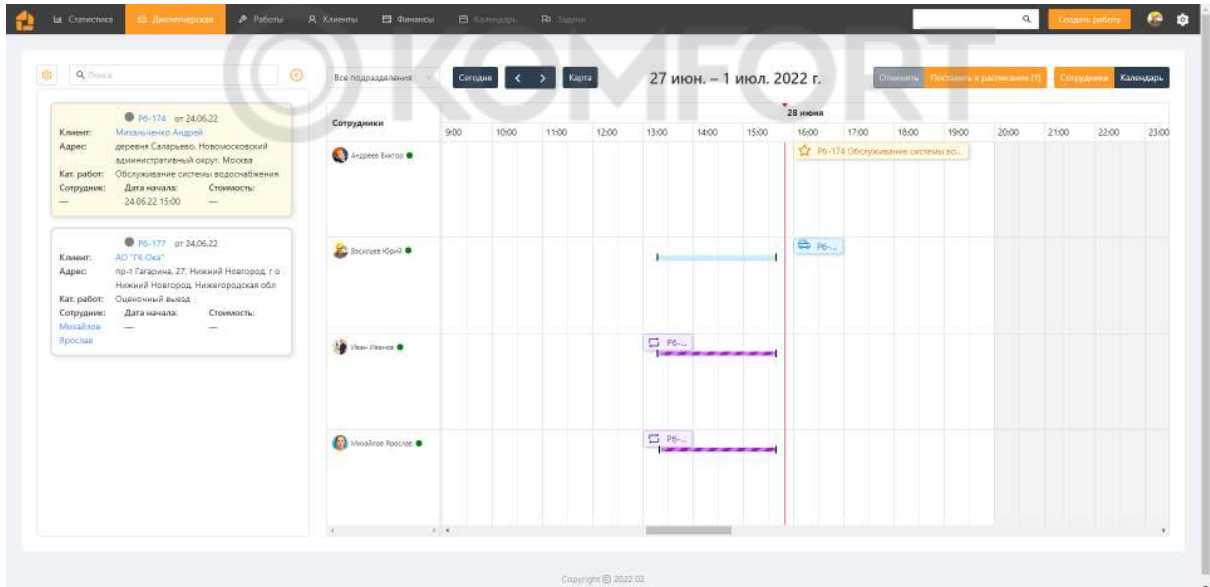 Статистика Диспетчерская Работы Клиенты Финансы Календарь Задачи Создать работу
KOMFORT
Поиск
Все подразделения Сегодня Карта 27 июн. – 1 июл. 2022 г. Отменить Поставить в расписание (1) Сотрудники Календарь
Р6-174 от 24.06.22
Клиент: Михальченко Андрей
Адрес: деревня Саларьево, Новомосковский
административный округ, Москва
Кат. работ: Обслуживание системы водоснабжения
Сотрудник: Дата начала: Стоимость:
— 24.06.22 15:00 —
Р6-177 от 24.06.22
Клиент: АО "ГК Ока"
Адрес: пр-т Гагарина, 27, Нижний Новгород, г о
Нижний Новгород, Нижегородская обл
Кат. работ: Оценочный выезд
Сотрудник: Дата начала: Стоимость:
Михайлов — —
Ярослав
28 июня
Сотрудники
9:00 10:00 11:00 12:00 13:00 14:00 15:00 16:00 17:00 18:00 19:00 20:00 21:00 22:00 23:00
Андреев Виктор Р6-174 Обслуживание системы во...
Васильев Юрий Р6-...
Иван Иванов Р6-...
Михайлов Ярослав Р6-...
Copyright © 2022 02